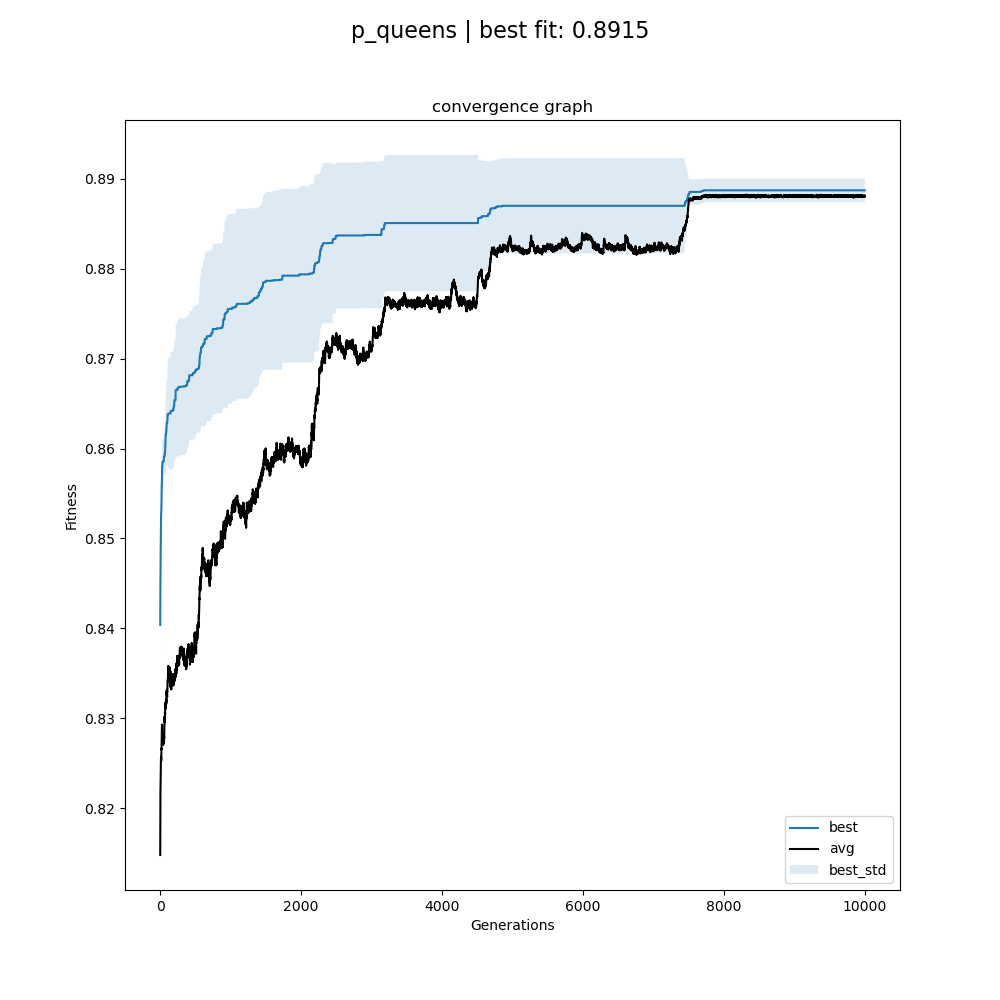 p_queens | best fit: 0.8915
convergence graph
0.89
0.88
0.87
0.86
0.85
0.84
0.83
0.82
Fitness
best
avg
best_std
0 2000 4000 6000 8000 10000
Generations